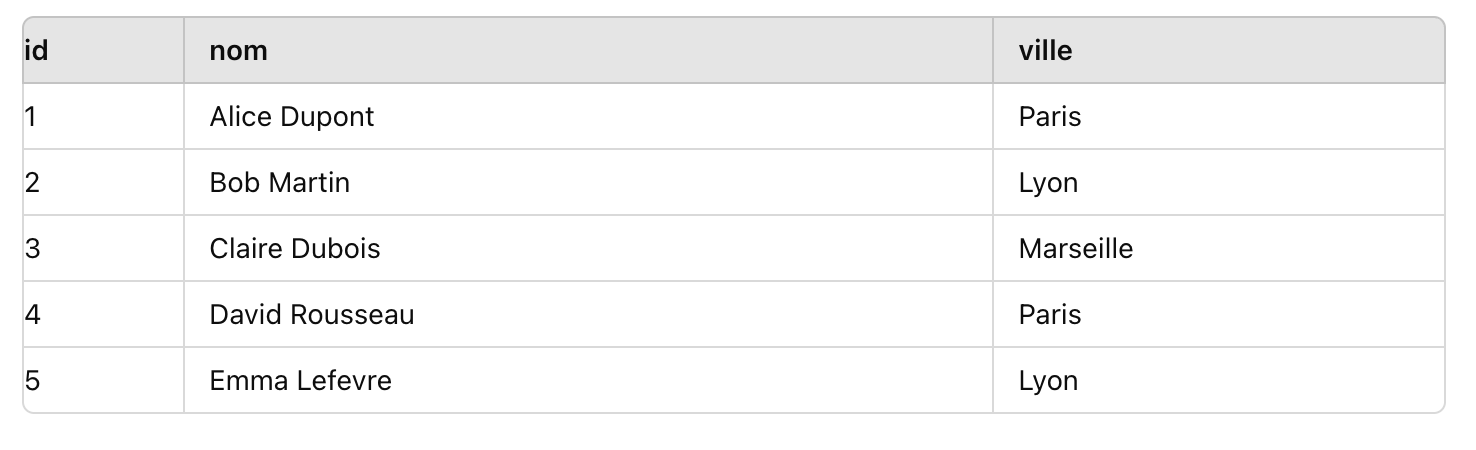 id nom ville
1 Alice Dupont Paris
2 Bob Martin Lyon
3 Claire Dubois Marseille
4 David Rousseau Paris
5 Emma Lefevre Lyon